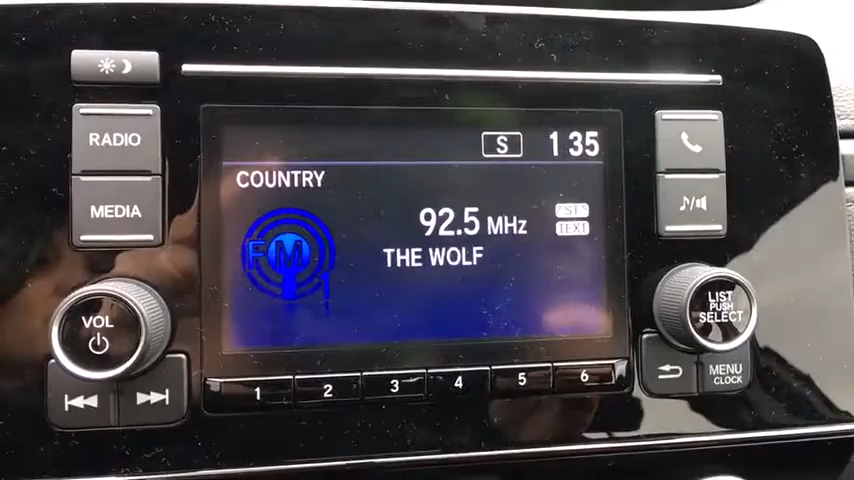 RADIO
MEDIA
VOL
S 1:35
COUNTRY
FM1
92.5 MHz
THE WOLF
ST
TEXT
LIST
PUSH
SELECT
MENU
CLOCK
1 2 3 4 5 6